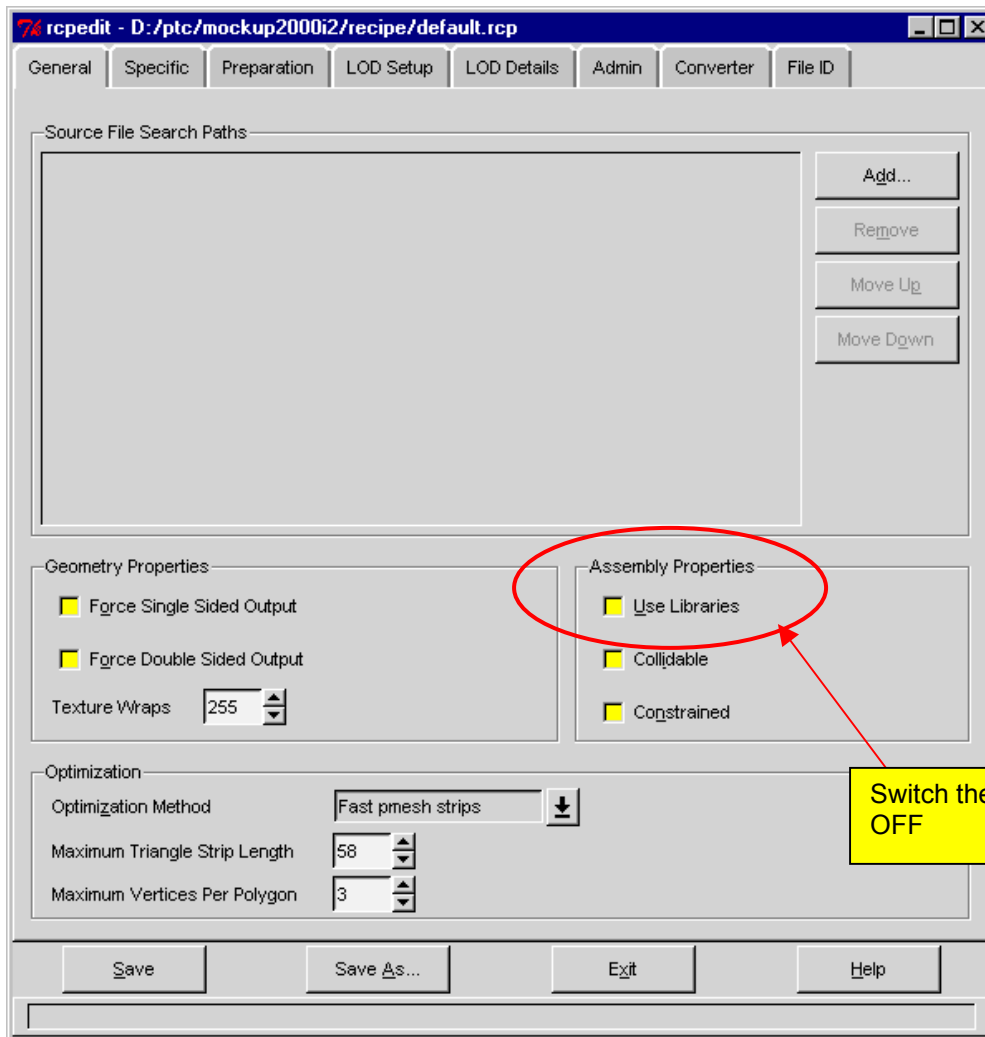 rcpedit - D:/ptc/mockup2000i2/recipe/default.rcp
General Specific Preparation LOD Setup LOD Details Admin Converter File ID
Source File Search Paths
Add...
Remove
Move Up
Move Down
Geometry Properties
Force Single Sided Output
Force Double Sided Output
Texture Wraps 255
Assembly Properties
Use Libraries
Collidable
Constrained
Switch the
OFF
Optimization
Optimization Method Fast pmesh strips
Maximum Triangle Strip Length 58
Maximum Vertices Per Polygon 3
Save Save As... Exit Help